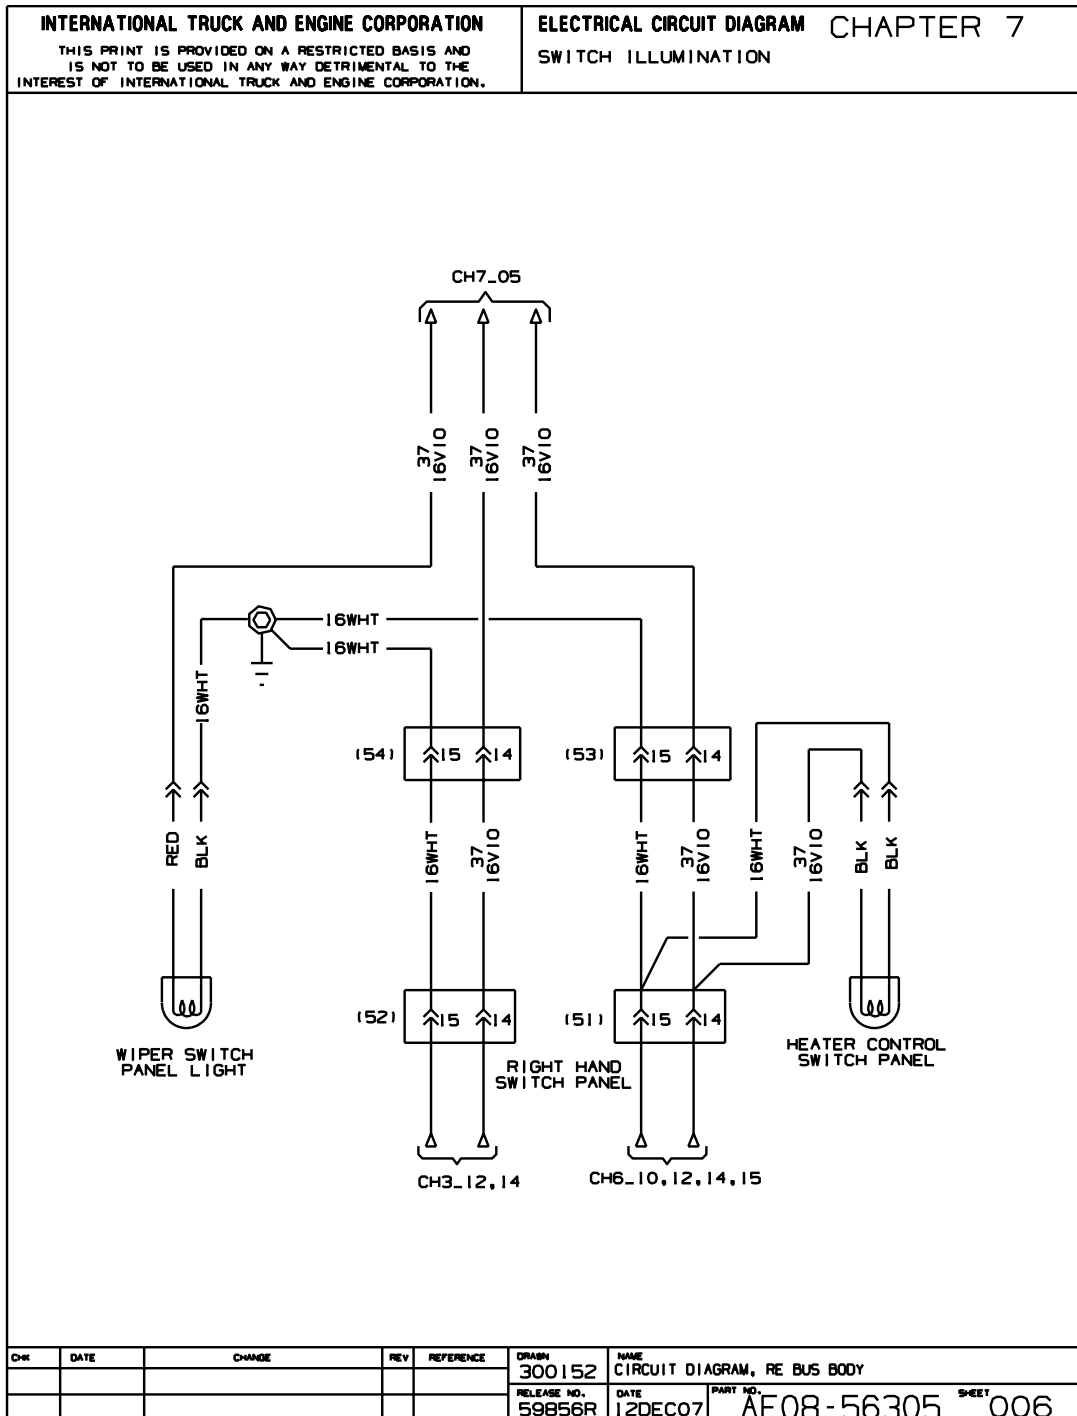 INTERNATIONAL TRUCK AND ENGINE CORPORATION
THIS PRINT IS PROVIDED ON A RESTRICTED BASIS AND
IS NOT TO BE USED IN ANY WAY DETRIMENTAL TO THE
INTEREST OF INTERNATIONAL TRUCK AND ENGINE CORPORATION.
ELECTRICAL CIRCUIT DIAGRAM CHAPTER 7
SWITCH ILLUMINATION
CH7_05
37
16VIO
37
16VIO
37
16VIO
16WHT
16WHT
16WHT
(54)
15
14
(53)
15
14
RED
BLK
16WHT
37
16VIO
16WHT
37
16VIO
16WHT
37
16VIO
BLK
BLK
(52)
15
14
(51)
15
14
WIPER SWITCH
PANEL LIGHT
RIGHT HAND
SWITCH PANEL
HEATER CONTROL
SWITCH PANEL
CH3_12,14
CH6_10,12,14,15
CHK
DATE
CHANGE
REV
REFERENCE
DRAWN
300152
NAME
CIRCUIT DIAGRAM, RE BUS BODY
RELEASE NO.
59856R
DATE
12DEC07
PART NO.
AE08-56305
SHEET
006